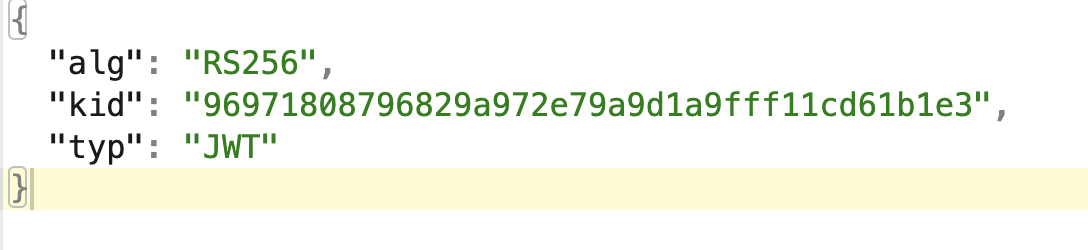 {
"alg": "RS256",
"kid": "96971808796829a972e79a9d1a9fff11cd61b1e3",
"typ": "JWT"
}